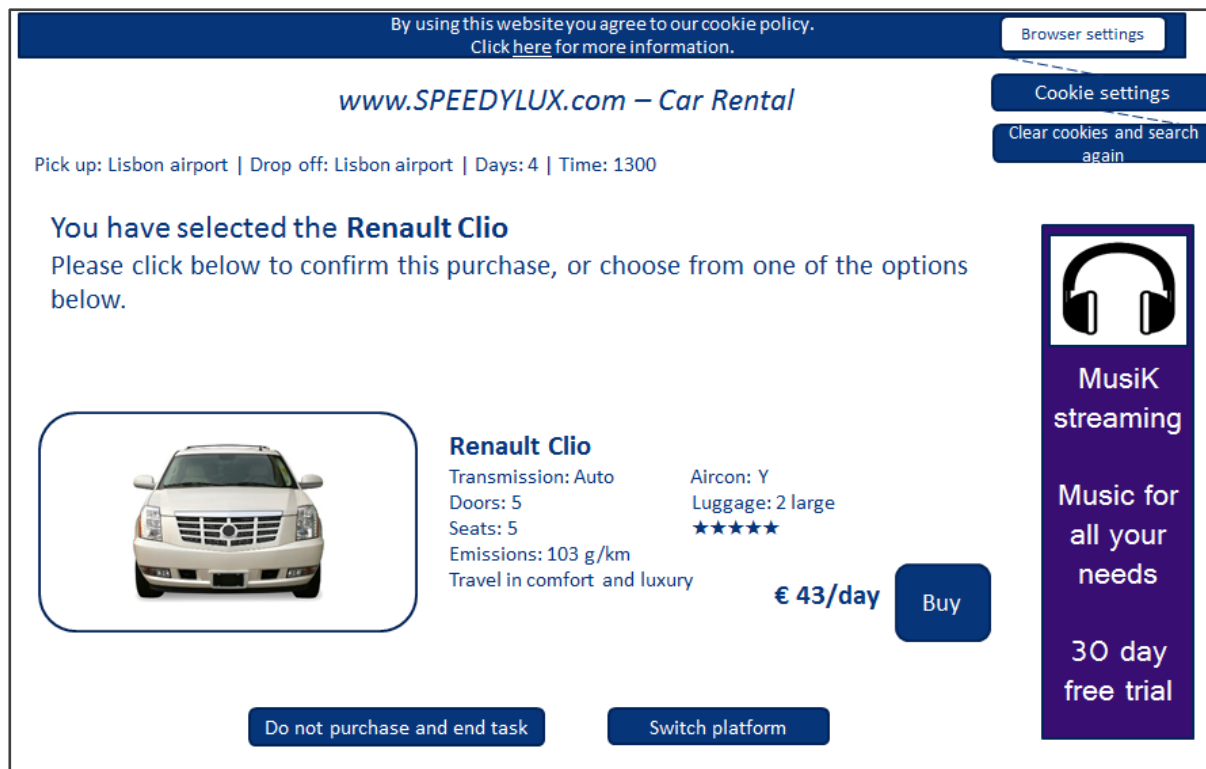 By using this website you agree to our cookie policy.
Click here for more information.
Browser settings
www.SPEEDYLUX.com – Car Rental
Cookie settings
Clear cookies and search
again
Pick up: Lisbon airport | Drop off: Lisbon airport | Days: 4 | Time: 1300
You have selected the Renault Clio
Please click below to confirm this purchase, or choose from one of the options
below.
Renault Clio
Transmission: Auto
Aircon: Y
Doors: 5
Luggage: 2 large
Seats: 5
★★★★★
Emissions: 103 g/km
Travel in comfort and luxury
€ 43/day
Buy
Do not purchase and end task
Switch platform
MusiK
streaming
Music for
all your
needs
30 day
free trial